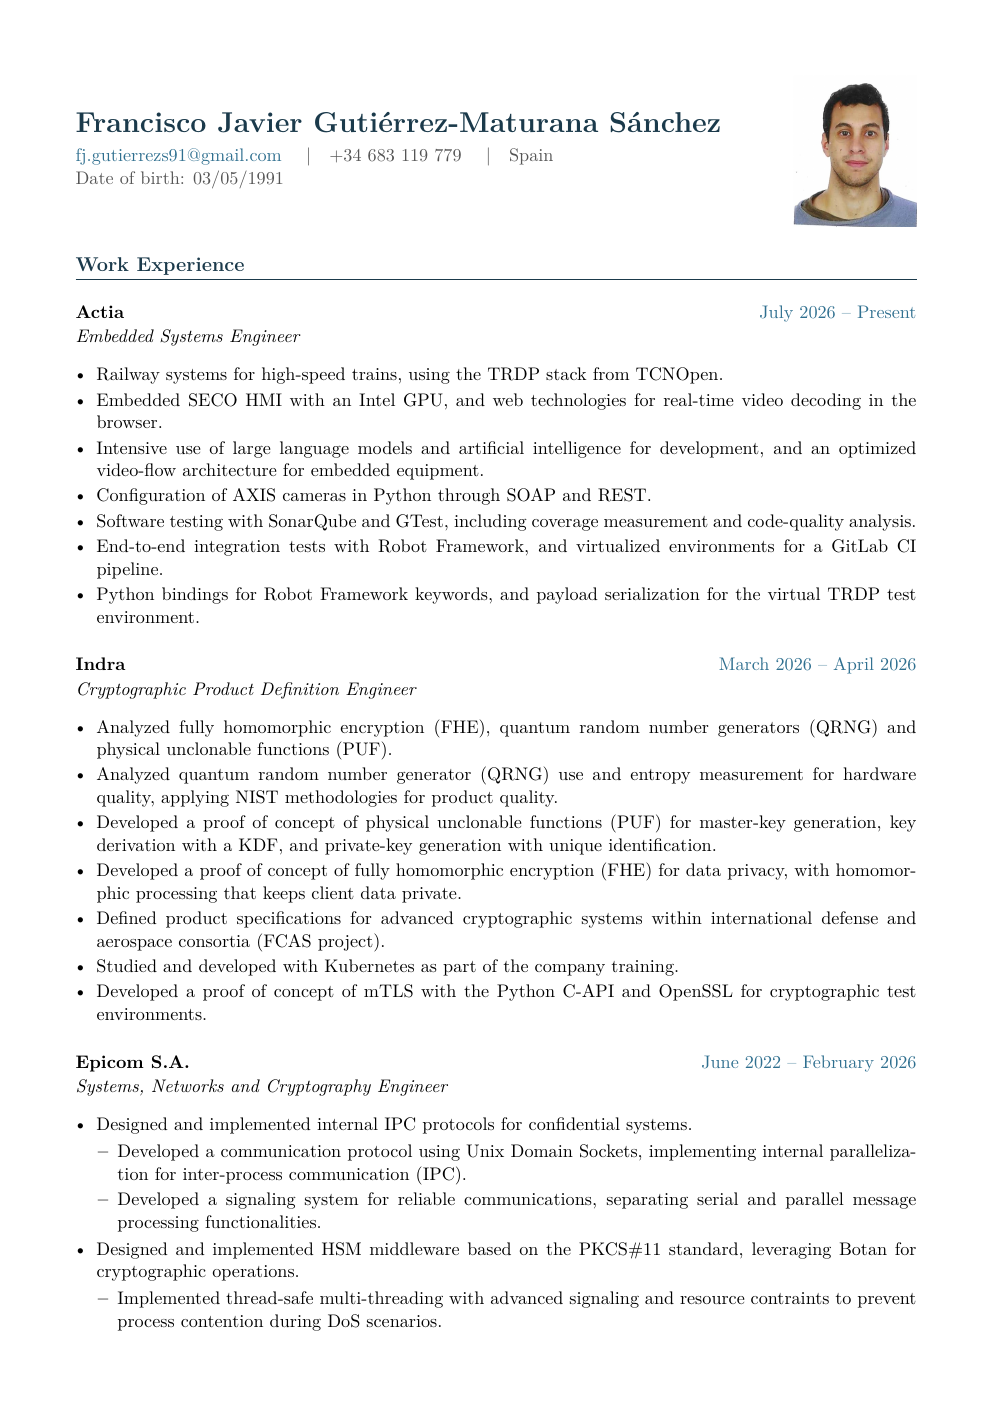 Francisco Javier Gutiérrez-Maturana Sánchez
fj.gutierrezs91@gmail.com | +34 683 119 779 | Spain
Date of birth: 03/05/1991
Work Experience
Actia July 2026 – Present
Embedded Systems Engineer
• Railway systems for high-speed trains, using the TRDP stack from TCNOpen.
• Embedded SECO HMI with an Intel GPU, and web technologies for real-time video decoding in the
browser.
• Intensive use of large language models and artificial intelligence for development, and an optimized
video-flow architecture for embedded equipment.
• Configuration of AXIS cameras in Python through SOAP and REST.
• Software testing with SonarQube and GTest, including coverage measurement and code-quality analysis.
• End-to-end integration tests with Robot Framework, and virtualized environments for a GitLab CI
pipeline.
• Python bindings for Robot Framework keywords, and payload serialization for the virtual TRDP test
environment.
Indra March 2026 – April 2026
Cryptographic Product Definition Engineer
• Analyzed fully homomorphic encryption (FHE), quantum random number generators (QRNG) and
physical unclonable functions (PUF).
• Analyzed quantum random number generator (QRNG) use and entropy measurement for hardware
quality, applying NIST methodologies for product quality.
• Developed a proof of concept of physical unclonable functions (PUF) for master-key generation, key
derivation with a KDF, and private-key generation with unique identification.
• Developed a proof of concept of fully homomorphic encryption (FHE) for data privacy, with homomor-
phic processing that keeps client data private.
• Defined product specifications for advanced cryptographic systems within international defense and
aerospace consortia (FCAS project).
• Studied and developed with Kubernetes as part of the company training.
• Developed a proof of concept of mTLS with the Python C-API and OpenSSL for cryptographic test
environments.
Epicom S.A. June 2022 – February 2026
Systems, Networks and Cryptography Engineer
• Designed and implemented internal IPC protocols for confidential systems.
– Developed a communication protocol using Unix Domain Sockets, implementing internal paralleliza-
tion for inter-process communication (IPC).
– Developed a signaling system for reliable communications, separating serial and parallel message
processing functionalities.
• Designed and implemented HSM middleware based on the PKCS#11 standard, leveraging Botan for
cryptographic operations.
– Implemented thread-safe multi-threading with advanced signaling and resource contraints to prevent
process contention during DoS scenarios.